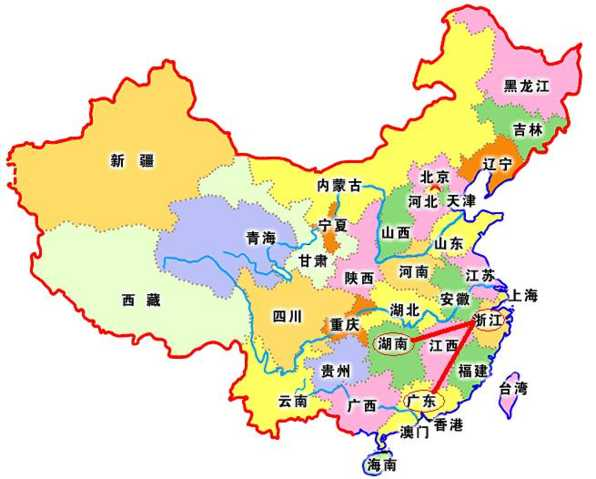 黑龙江
吉林
辽宁
新疆
内蒙古
北京
河北
天津
宁夏
山西
山东
青海
甘肃
陕西
河南
江苏
西藏
四川
重庆
湖北
安徽
上海
浙江
湖南
江西
贵州
福建
云南
广西
广东
台湾
澳门
香港
海南